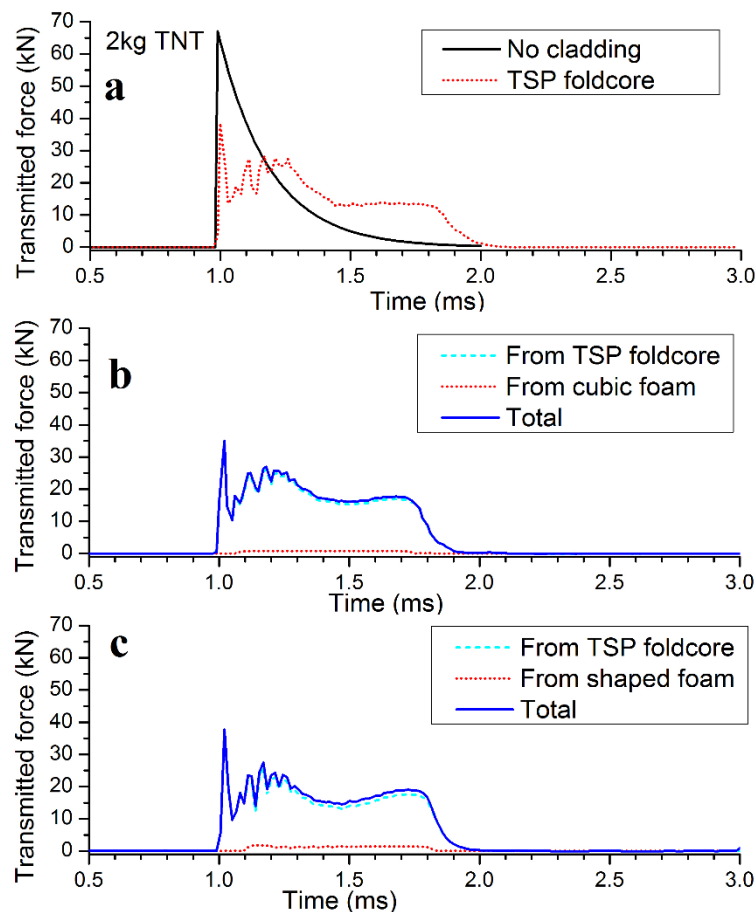 2kg TNT
a
No cladding
TSP foldcore
Transmitted force (kN)
70
60
50
40
30
20
10
0
0.5 1.0 1.5 2.0 2.5 3.0
Time (ms)
b
From TSP foldcore
From cubic foam
Total
Transmitted force (kN)
70
60
50
40
30
20
10
0
0.5 1.0 1.5 2.0 2.5 3.0
Time (ms)
c
From TSP foldcore
From shaped foam
Total
Transmitted force (kN)
70
60
50
40
30
20
10
0
0.5 1.0 1.5 2.0 2.5 3.0
Time (ms)